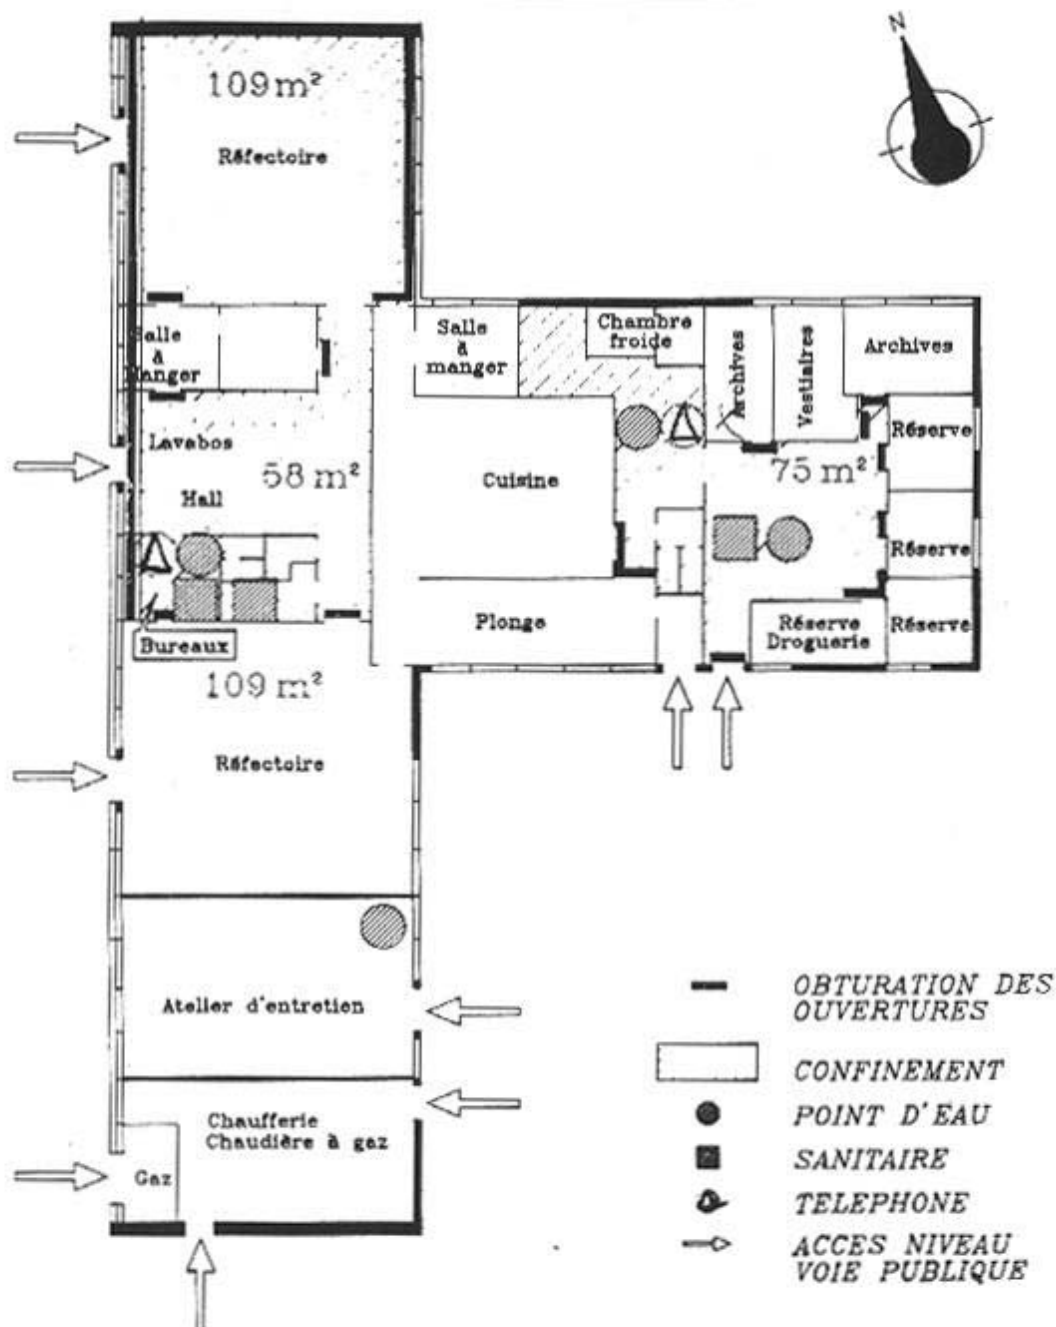 N
109 m²
Réfectoire
Salle
à
manger
Salle
à
manger
Chambre
froide
Archives
Vestiaires
Archives
Réserve
Lavabos
58 m²
Hall
Cuisine
75 m²
Réserve
Bureaux
Plonge
Réserve
Droguerie
Réserve
109 m²
Réfectoire
Atelier d'entretien
Chaufferie
Chaudière à gaz
Gaz
OBTURATION DES
OUVERTURES
CONFINEMENT
POINT D'EAU
SANITAIRE
TELEPHONE
ACCES NIVEAU
VOIE PUBLIQUE